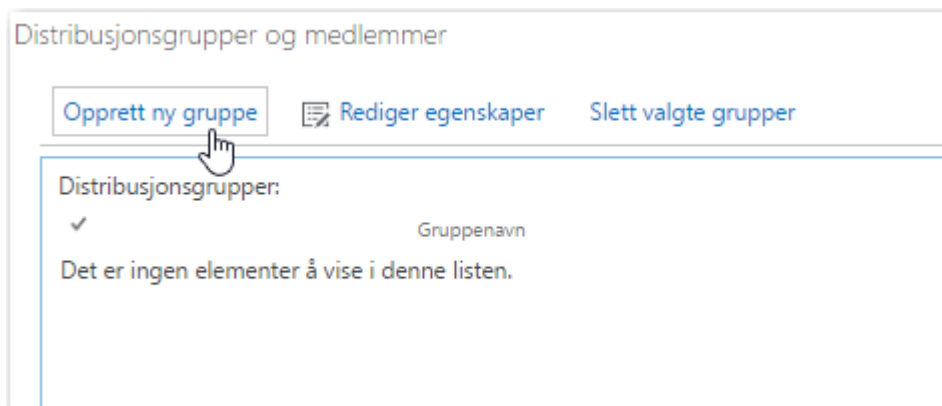 Distribusjonsgrupper og medlemmer
Opprett ny gruppe Rediger egenskaper Slett valgte grupper
Distribusjonsgrupper:
Gruppenavn
Det er ingen elementer å vise i denne listen.